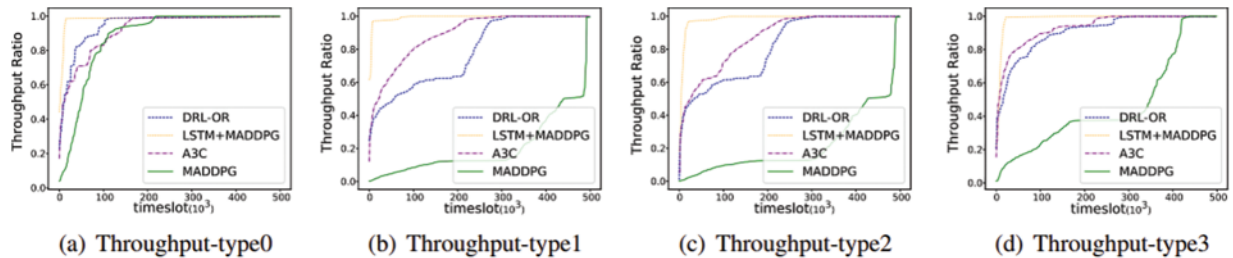 Throughput Ratio
1.0
0.8
0.6
0.4
0.2
0.0
DRL-OR
LSTM+MADDPG
A3C
MADDPG
0 100 200 300 400 500
timeslot(10³)
(a) Throughput-type0
Throughput Ratio
1.0
0.8
0.6
0.4
0.2
0.0
DRL-OR
LSTM+MADDPG
A3C
MADDPG
0 100 200 300 400 500
timeslot(10³)
(b) Throughput-type1
Throughput Ratio
1.0
0.8
0.6
0.4
0.2
0.0
DRL-OR
LSTM+MADDPG
A3C
MADDPG
0 100 200 300 400 500
timeslot(10³)
(c) Throughput-type2
Throughput Ratio
1.0
0.8
0.6
0.4
0.2
0.0
DRL-OR
LSTM+MADDPG
A3C
MADDPG
0 100 200 300 400 500
timeslot(10³)
(d) Throughput-type3